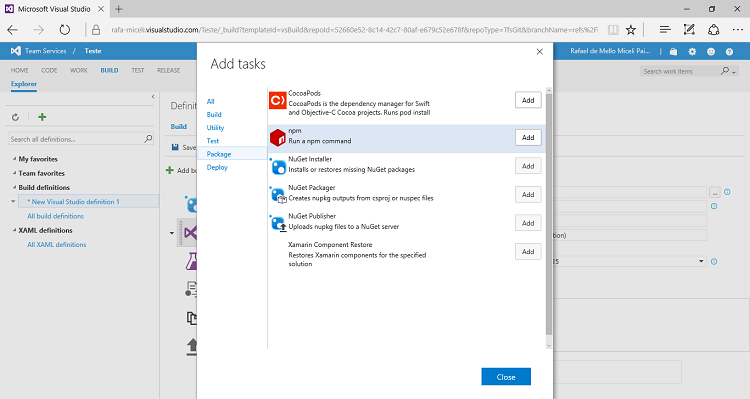 Microsoft Visual Studio
rafa-miceli.visualstudio.com/Teste/_build?templateId=vsBuild&repoId=52660e52-8c14-42c7-80af-e679c52e678f&repoType=TfsGit&branchName=refs%2F
Team Services / Teste
Rafael de Mello Miceli Pai...
HOME CODE WORK BUILD TEST RELEASE
Search work items
Explorer
Search all definitions...
My favorites
Team favorites
Build definitions
* New Visual Studio definition 1
All build definitions
XAML definitions
All XAML definitions
Build
Save
Add tasks
All
Build
Utility
Test
Package
Deploy
CocoaPods
CocoaPods is the dependency manager for Swift
and Objective-C Cocoa projects. Runs pod install
Add
npm
Run a npm command
Add
NuGet Installer
Installs or restores missing NuGet packages
Add
NuGet Packager
Creates nupkg outputs from csproj or nuspec files
Add
NuGet Publisher
Uploads nupkg files to a NuGet server
Add
Xamarin Component Restore
Restores Xamarin components for the specified
solution
Add
Close